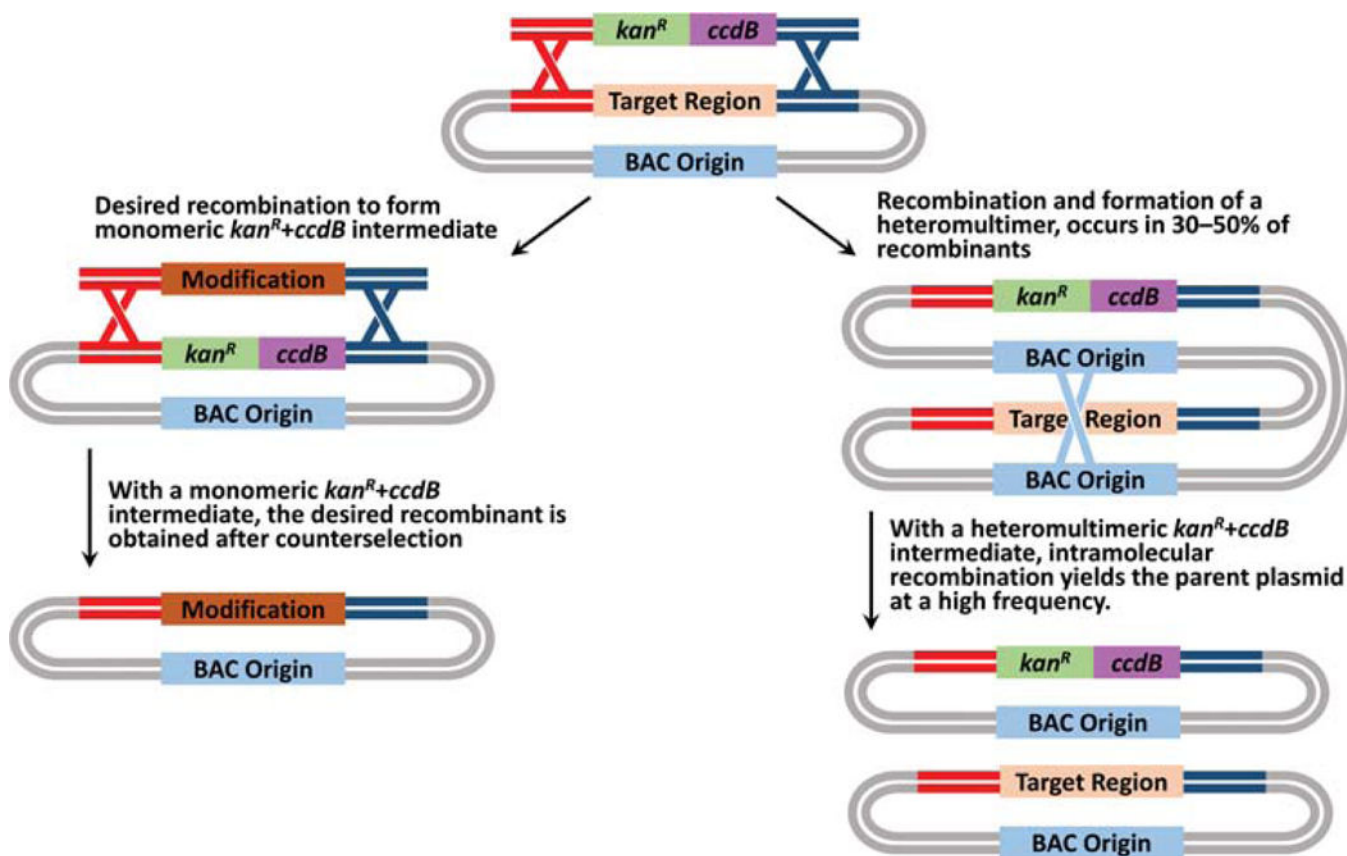 kanR ccdB
Target Region
BAC Origin
Desired recombination to form
monomeric kanR+ccdB intermediate
Modification
kanR ccdB
BAC Origin
With a monomeric kanR+ccdB
intermediate, the desired recombinant is
obtained after counterselection
Modification
BAC Origin
Recombination and formation of a
heteromultimer, occurs in 30–50% of
recombinants
kanR ccdB
BAC Origin
Target Region
BAC Origin
With a heteromultimeric kanR+ccdB
intermediate, intramolecular
recombination yields the parent plasmid
at a high frequency.
kanR ccdB
BAC Origin
Target Region
BAC Origin